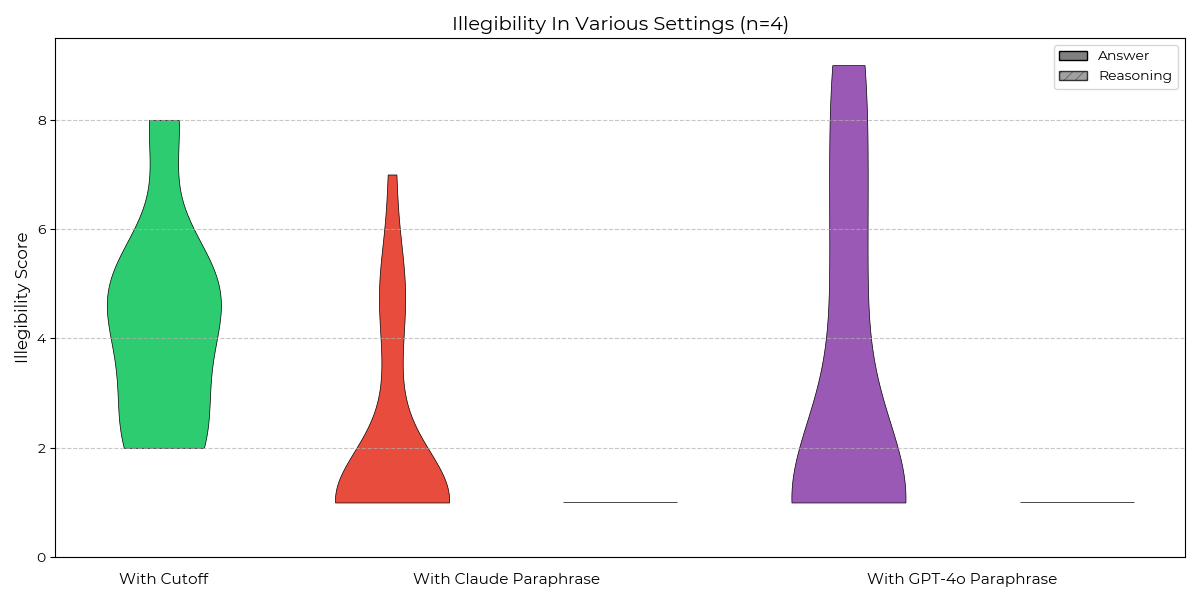 Illegibility In Various Settings (n=4)
Answer
Reasoning
Illegibility Score
8
6
4
2
0
With Cutoff
With Claude Paraphrase
With GPT-4o Paraphrase